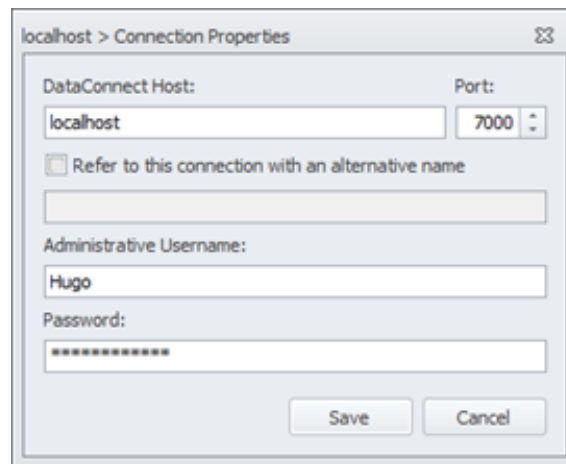 localhost > Connection Properties
DataConnect Host: Port:
localhost 7000
Refer to this connection with an alternative name
Administrative Username:
Hugo
Password:
************
Save Cancel